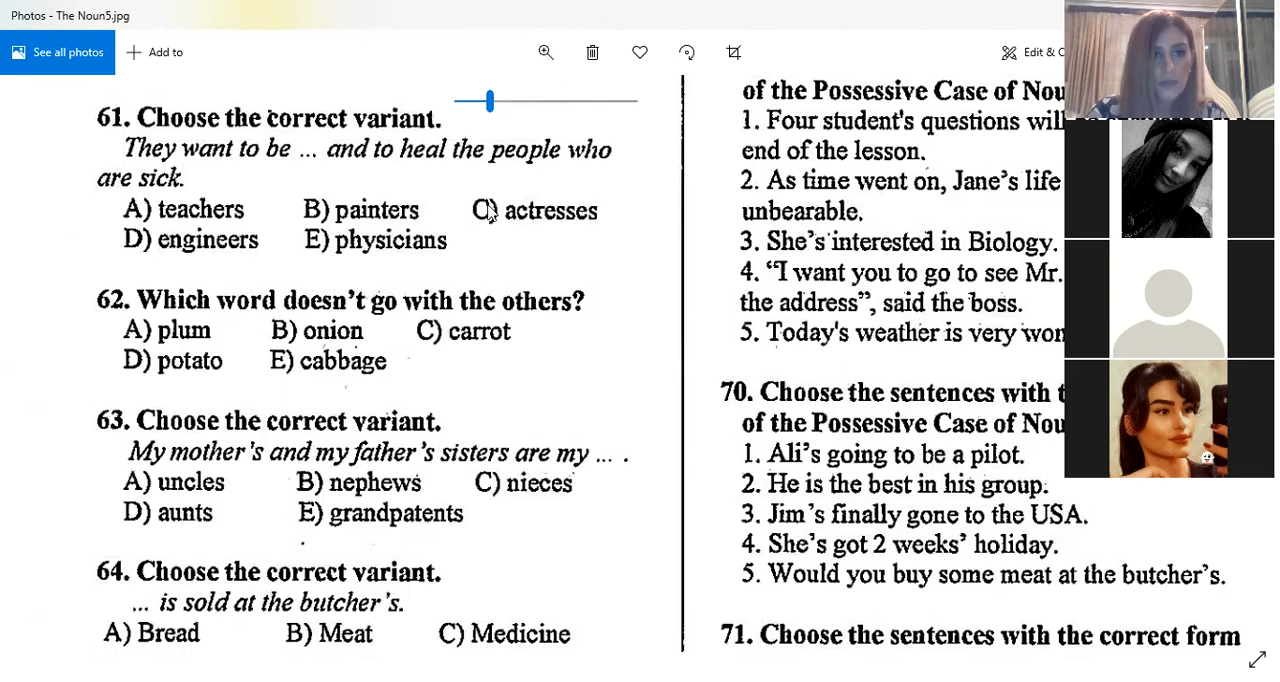 Photos - The Noun5.jpg
See all photos
Add to
Edit & C
61. Choose the correct variant.
They want to be ... and to heal the people who
are sick.
A) teachers B) painters C) actresses
D) engineers E) physicians
62. Which word doesn't go with the others?
A) plum B) onion C) carrot
D) potato E) cabbage
63. Choose the correct variant.
My mother's and my father's sisters are my ... .
A) uncles B) nephews C) nieces
D) aunts E) grandpatents
64. Choose the correct variant.
... is sold at the butcher's.
A) Bread B) Meat C) Medicine
of the Possessive Case of Nou
1. Four student's questions will
end of the lesson.
2. As time went on, Jane's life
unbearable.
3. She's interested in Biology.
4. “I want you to go to see Mr.
the address”, said the boss.
5. Today's weather is very won
70. Choose the sentences with t
of the Possessive Case of Nou
1. Ali's going to be a pilot.
2. He is the best in his group.
3. Jim's finally gone to the USA.
4. She's got 2 weeks' holiday.
5. Would you buy some meat at the butcher's.
71. Choose the sentences with the correct form